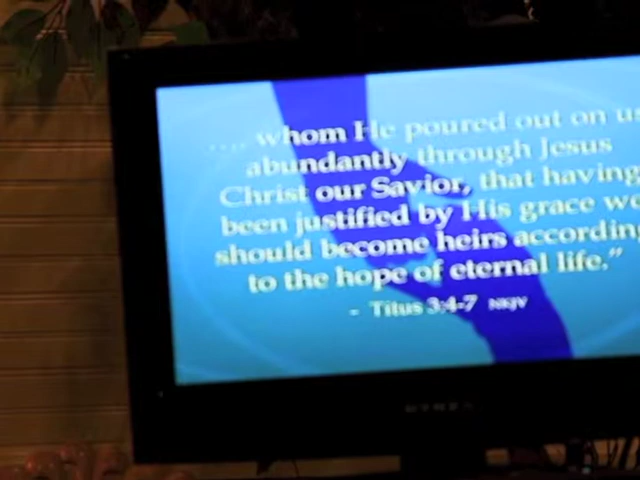 .... whom He poured out on us
abundantly through Jesus
Christ our Savior, that having
been justified by His grace we
should become heirs according
to the hope of eternal life."
- Titus 3:4-7 NKJV